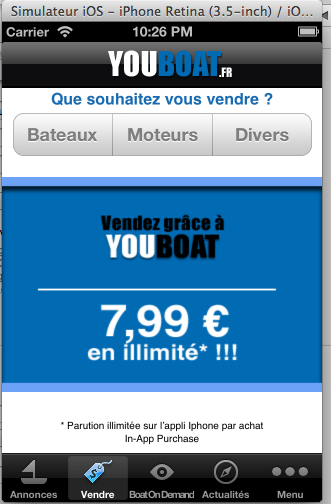 Simulateur iOS - iPhone Retina (3.5-inch) / iO...
Carrier 10:26 PM
YOUBOAT.FR
Que souhaitez vous vendre ?
Bateaux Moteurs Divers
Vendez grâce à
YOUBOAT
7,99 €
en illimité* !!!
* Parution illimitée sur l'appli Iphone par achat
In-App Purchase
Annonces Vendre BoatOnDemand Actualités Menu